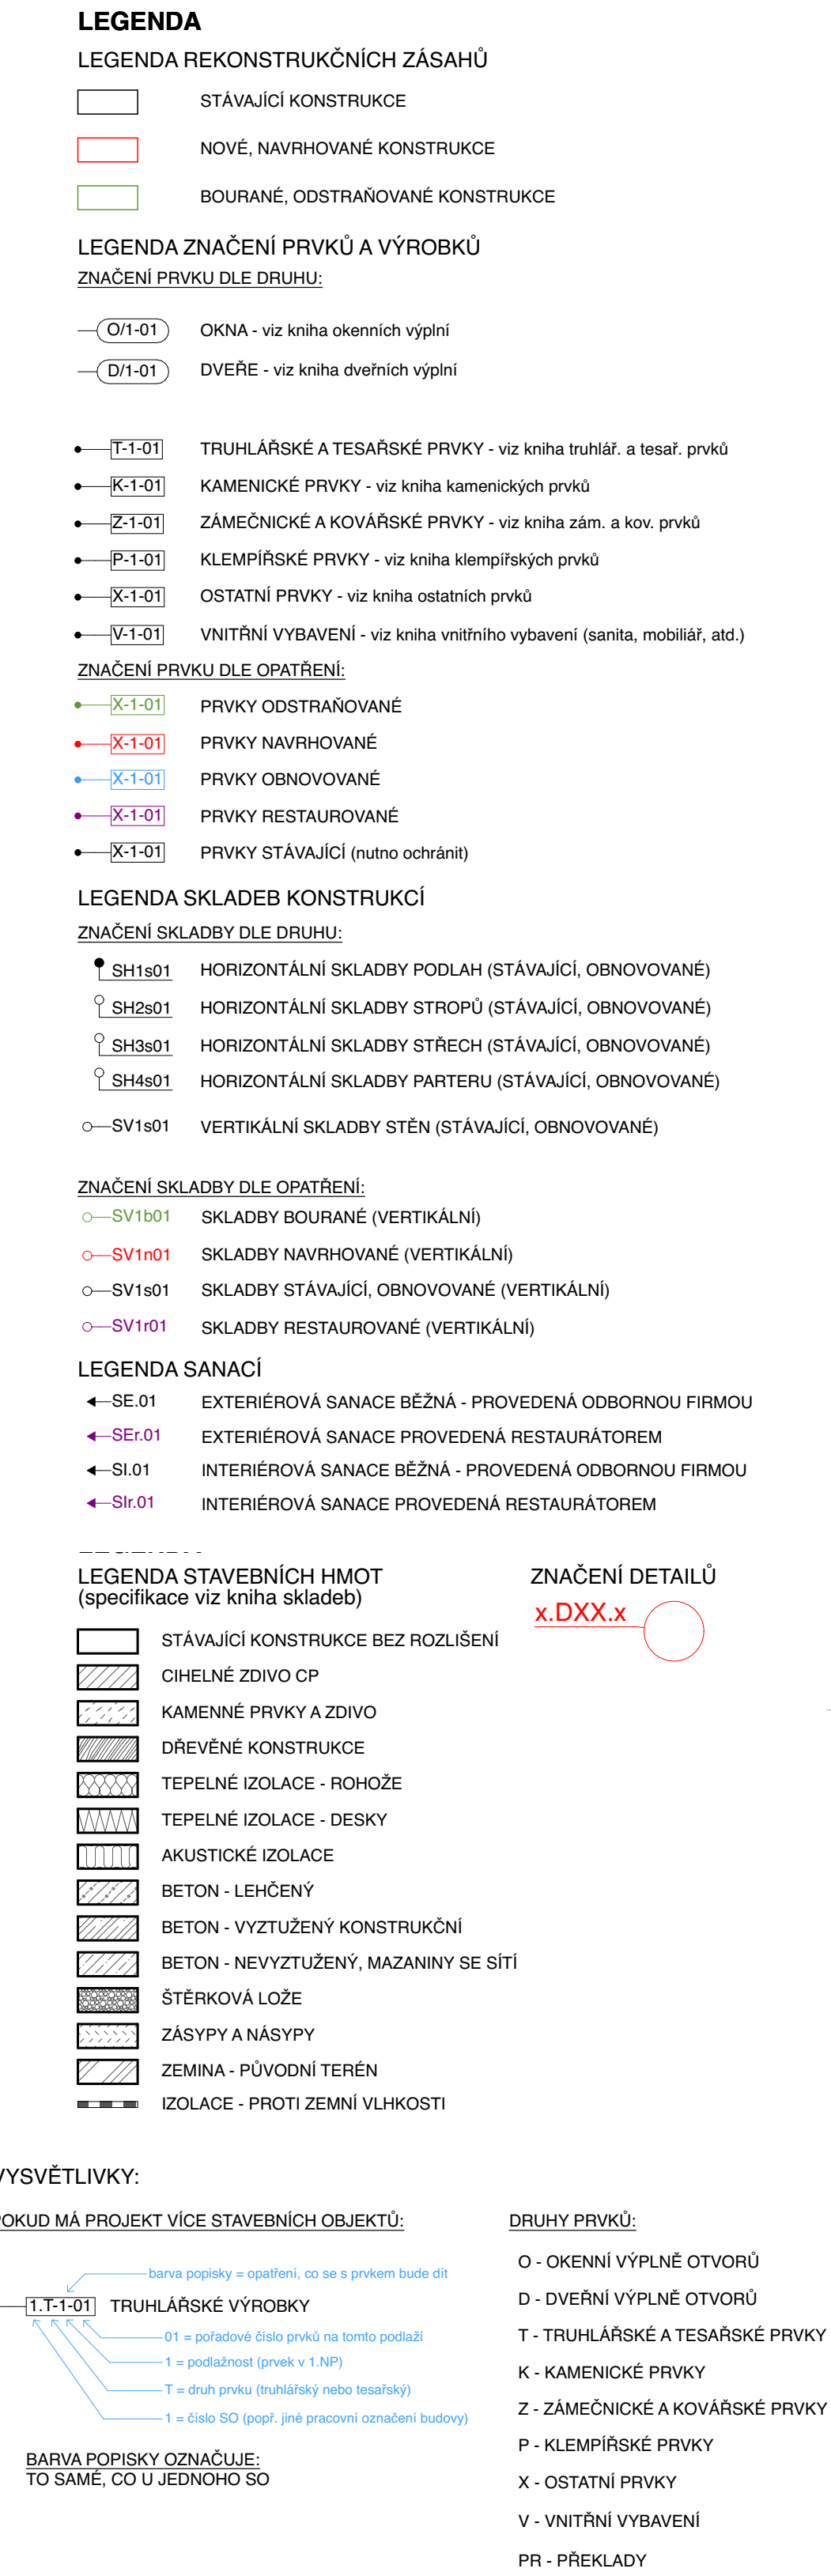 LEGENDA
LEGENDA REKONSTRUKČNÍCH ZÁSAHŮ
STÁVAJÍCÍ KONSTRUKCE
NOVÉ, NAVRHOVANÉ KONSTRUKCE
BOURANÉ, ODSTRAŇOVANÉ KONSTRUKCE
LEGENDA ZNAČENÍ PRVKŮ A VÝROBKŮ
ZNAČENÍ PRVKU DLE DRUHU:
O/1-01 OKNA - viz kniha okenních výplní
D/1-01 DVEŘE - viz kniha dveřních výplní
T-1-01 TRUHLÁŘSKÉ A TESAŘSKÉ PRVKY - viz kniha truhlář. a tesař. prvků
K-1-01 KAMENICKÉ PRVKY - viz kniha kamenických prvků
Z-1-01 ZÁMEČNICKÉ A KOVÁŘSKÉ PRVKY - viz kniha zám. a kov. prvků
P-1-01 KLEMPÍŘSKÉ PRVKY - viz kniha klempířských prvků
X-1-01 OSTATNÍ PRVKY - viz kniha ostatních prvků
V-1-01 VNITŘNÍ VYBAVENÍ - viz kniha vnitřního vybavení (sanita, mobiliář, atd.)
ZNAČENÍ PRVKU DLE OPATŘENÍ:
X-1-01 PRVKY ODSTRAŇOVANÉ
X-1-01 PRVKY NAVRHOVANÉ
X-1-01 PRVKY OBNOVOVANÉ
X-1-01 PRVKY RESTAUROVANÉ
X-1-01 PRVKY STÁVAJÍCÍ (nutno ochránit)
LEGENDA SKLADEB KONSTRUKCÍ
ZNAČENÍ SKLADBY DLE DRUHU:
SH1s01 HORIZONTÁLNÍ SKLADBY PODLAH (STÁVAJÍCÍ, OBNOVOVANÉ)
SH2s01 HORIZONTÁLNÍ SKLADBY STROPŮ (STÁVAJÍCÍ, OBNOVOVANÉ)
SH3s01 HORIZONTÁLNÍ SKLADBY STŘECH (STÁVAJÍCÍ, OBNOVOVANÉ)
SH4s01 HORIZONTÁLNÍ SKLADBY PARTERU (STÁVAJÍCÍ, OBNOVOVANÉ)
SV1s01 VERTIKÁLNÍ SKLADBY STĚN (STÁVAJÍCÍ, OBNOVOVANÉ)
ZNAČENÍ SKLADBY DLE OPATŘENÍ:
SV1b01 SKLADBY BOURANÉ (VERTIKÁLNÍ)
SV1n01 SKLADBY NAVRHOVANÉ (VERTIKÁLNÍ)
SV1s01 SKLADBY STÁVAJÍCÍ, OBNOVOVANÉ (VERTIKÁLNÍ)
SV1r01 SKLADBY RESTAUROVANÉ (VERTIKÁLNÍ)
LEGENDA SANACÍ
SE.01 EXTERIÉROVÁ SANACE BĚŽNÁ - PROVEDENÁ ODBORNOU FIRMOU
SEr.01 EXTERIÉROVÁ SANACE PROVEDENÁ RESTAURÁTOREM
SI.01 INTERIÉROVÁ SANACE BĚŽNÁ - PROVEDENÁ ODBORNOU FIRMOU
SIr.01 INTERIÉROVÁ SANACE PROVEDENÁ RESTAURÁTOREM
LEGENDA STAVEBNÍCH HMOT
(specifikace viz kniha skladeb)
STÁVAJÍCÍ KONSTRUKCE BEZ ROZLIŠENÍ
CIHELNÉ ZDIVO CP
KAMENNÉ PRVKY A ZDIVO
DŘEVĚNÉ KONSTRUKCE
TEPELNÉ IZOLACE - ROHOŽE
TEPELNÉ IZOLACE - DESKY
AKUSTICKÉ IZOLACE
BETON - LEHČENÝ
BETON - VYZTUŽENÝ KONSTRUKČNÍ
BETON - NEVYZTUŽENÝ, MAZANINY SE SÍTÍ
ŠTĚRKOVÁ LOŽE
ZÁSYPY A NÁSYPY
ZEMINA - PŮVODNÍ TERÉN
IZOLACE - PROTI ZEMNÍ VLHKOSTI
ZNAČENÍ DETAILŮ
x.DXX.x
VYSVĚTLIVKY:
POKUD MÁ PROJEKT VÍCE STAVEBNÍCH OBJEKTŮ:
barva popisky = opatření, co se s prvkem bude dít
1.T-1-01 TRUHLÁŘSKÉ VÝROBKY
01 = pořadové číslo prvků na tomto podlaží
1 = podlažnost (prvek v 1.NP)
T = druh prvku (truhlářský nebo tesařský)
1 = číslo SO (popř. jiné pracovní označení budovy)
BARVA POPISKY OZNAČUJE:
TO SAMÉ, CO U JEDNOHO SO
DRUHY PRVKŮ:
O - OKENNÍ VÝPLNĚ OTVORŮ
D - DVEŘNÍ VÝPLNĚ OTVORŮ
T - TRUHLÁŘSKÉ A TESAŘSKÉ PRVKY
K - KAMENICKÉ PRVKY
Z - ZÁMEČNICKÉ A KOVÁŘSKÉ PRVKY
P - KLEMPÍŘSKÉ PRVKY
X - OSTATNÍ PRVKY
V - VNITŘNÍ VYBAVENÍ
PR - PŘEKLADY